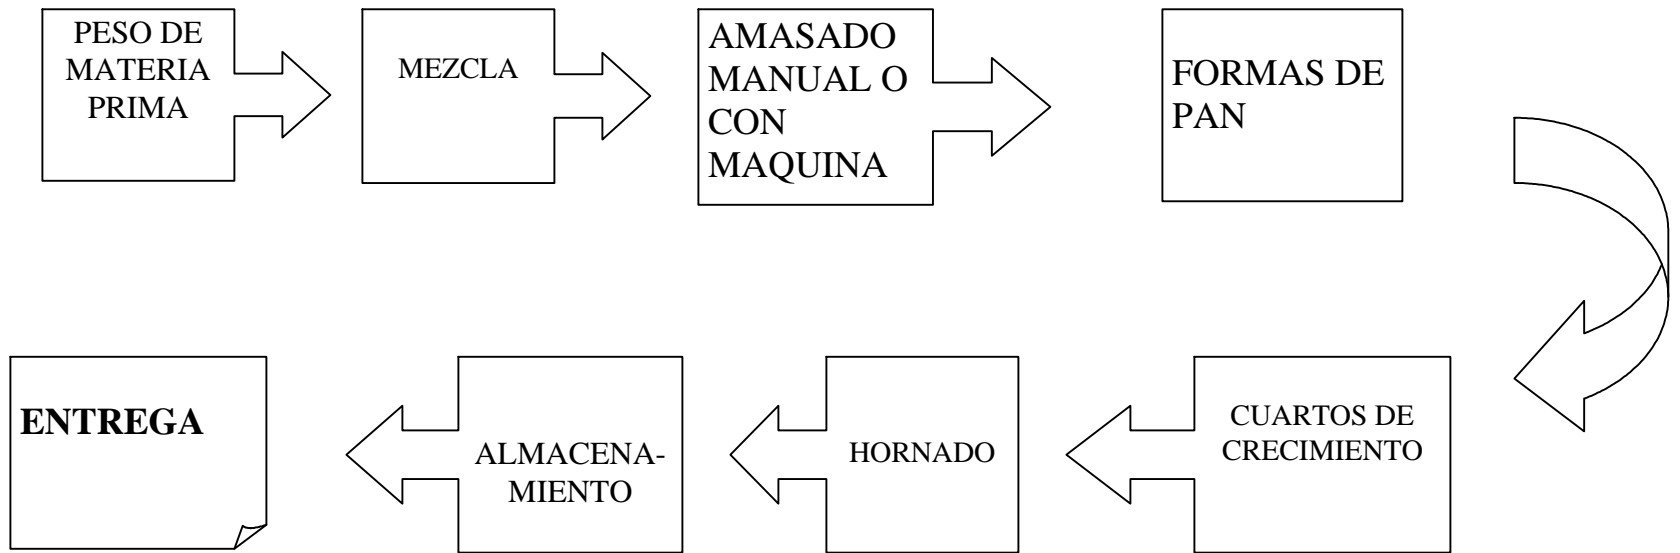 PESO DE
MATERIA
PRIMA
MEZCLA
AMASADO
MANUAL O
CON
MAQUINA
FORMAS DE
PAN
CUARTOS DE
CRECIMIENTO
HORNADO
ALMACENA-
MIENTO
ENTREGA